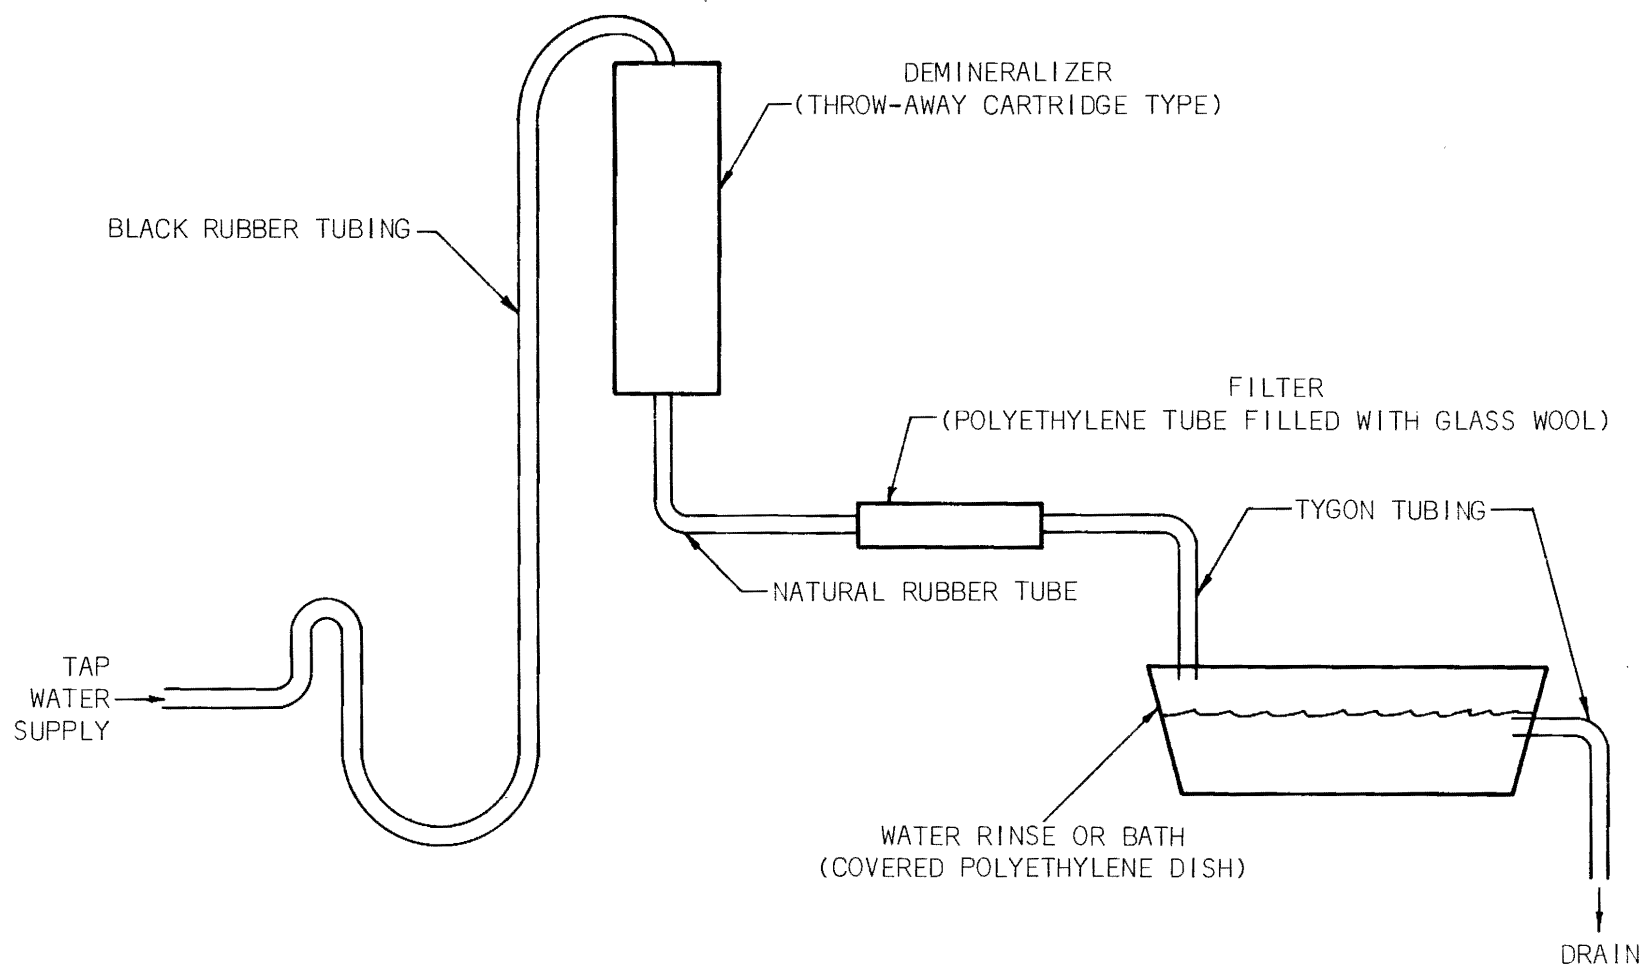 DEMINERALIZER
(THROW-AWAY CARTRIDGE TYPE)
BLACK RUBBER TUBING
FILTER
(POLYETHYLENE TUBE FILLED WITH GLASS WOOL)
TYGON TUBING
NATURAL RUBBER TUBE
TAP
WATER
SUPPLY
WATER RINSE OR BATH
(COVERED POLYETHYLENE DISH)
DRAIN